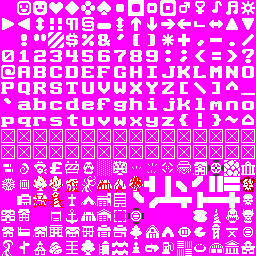 ‼¶§
!"$%&'()*+,-./
0123456789:;<=>?
@ABCDEFGHIJKLMNO
PQRSTUVWXYZ[\]^_
`abcdefghijklmno
pqrstuvwxyz{¦}~